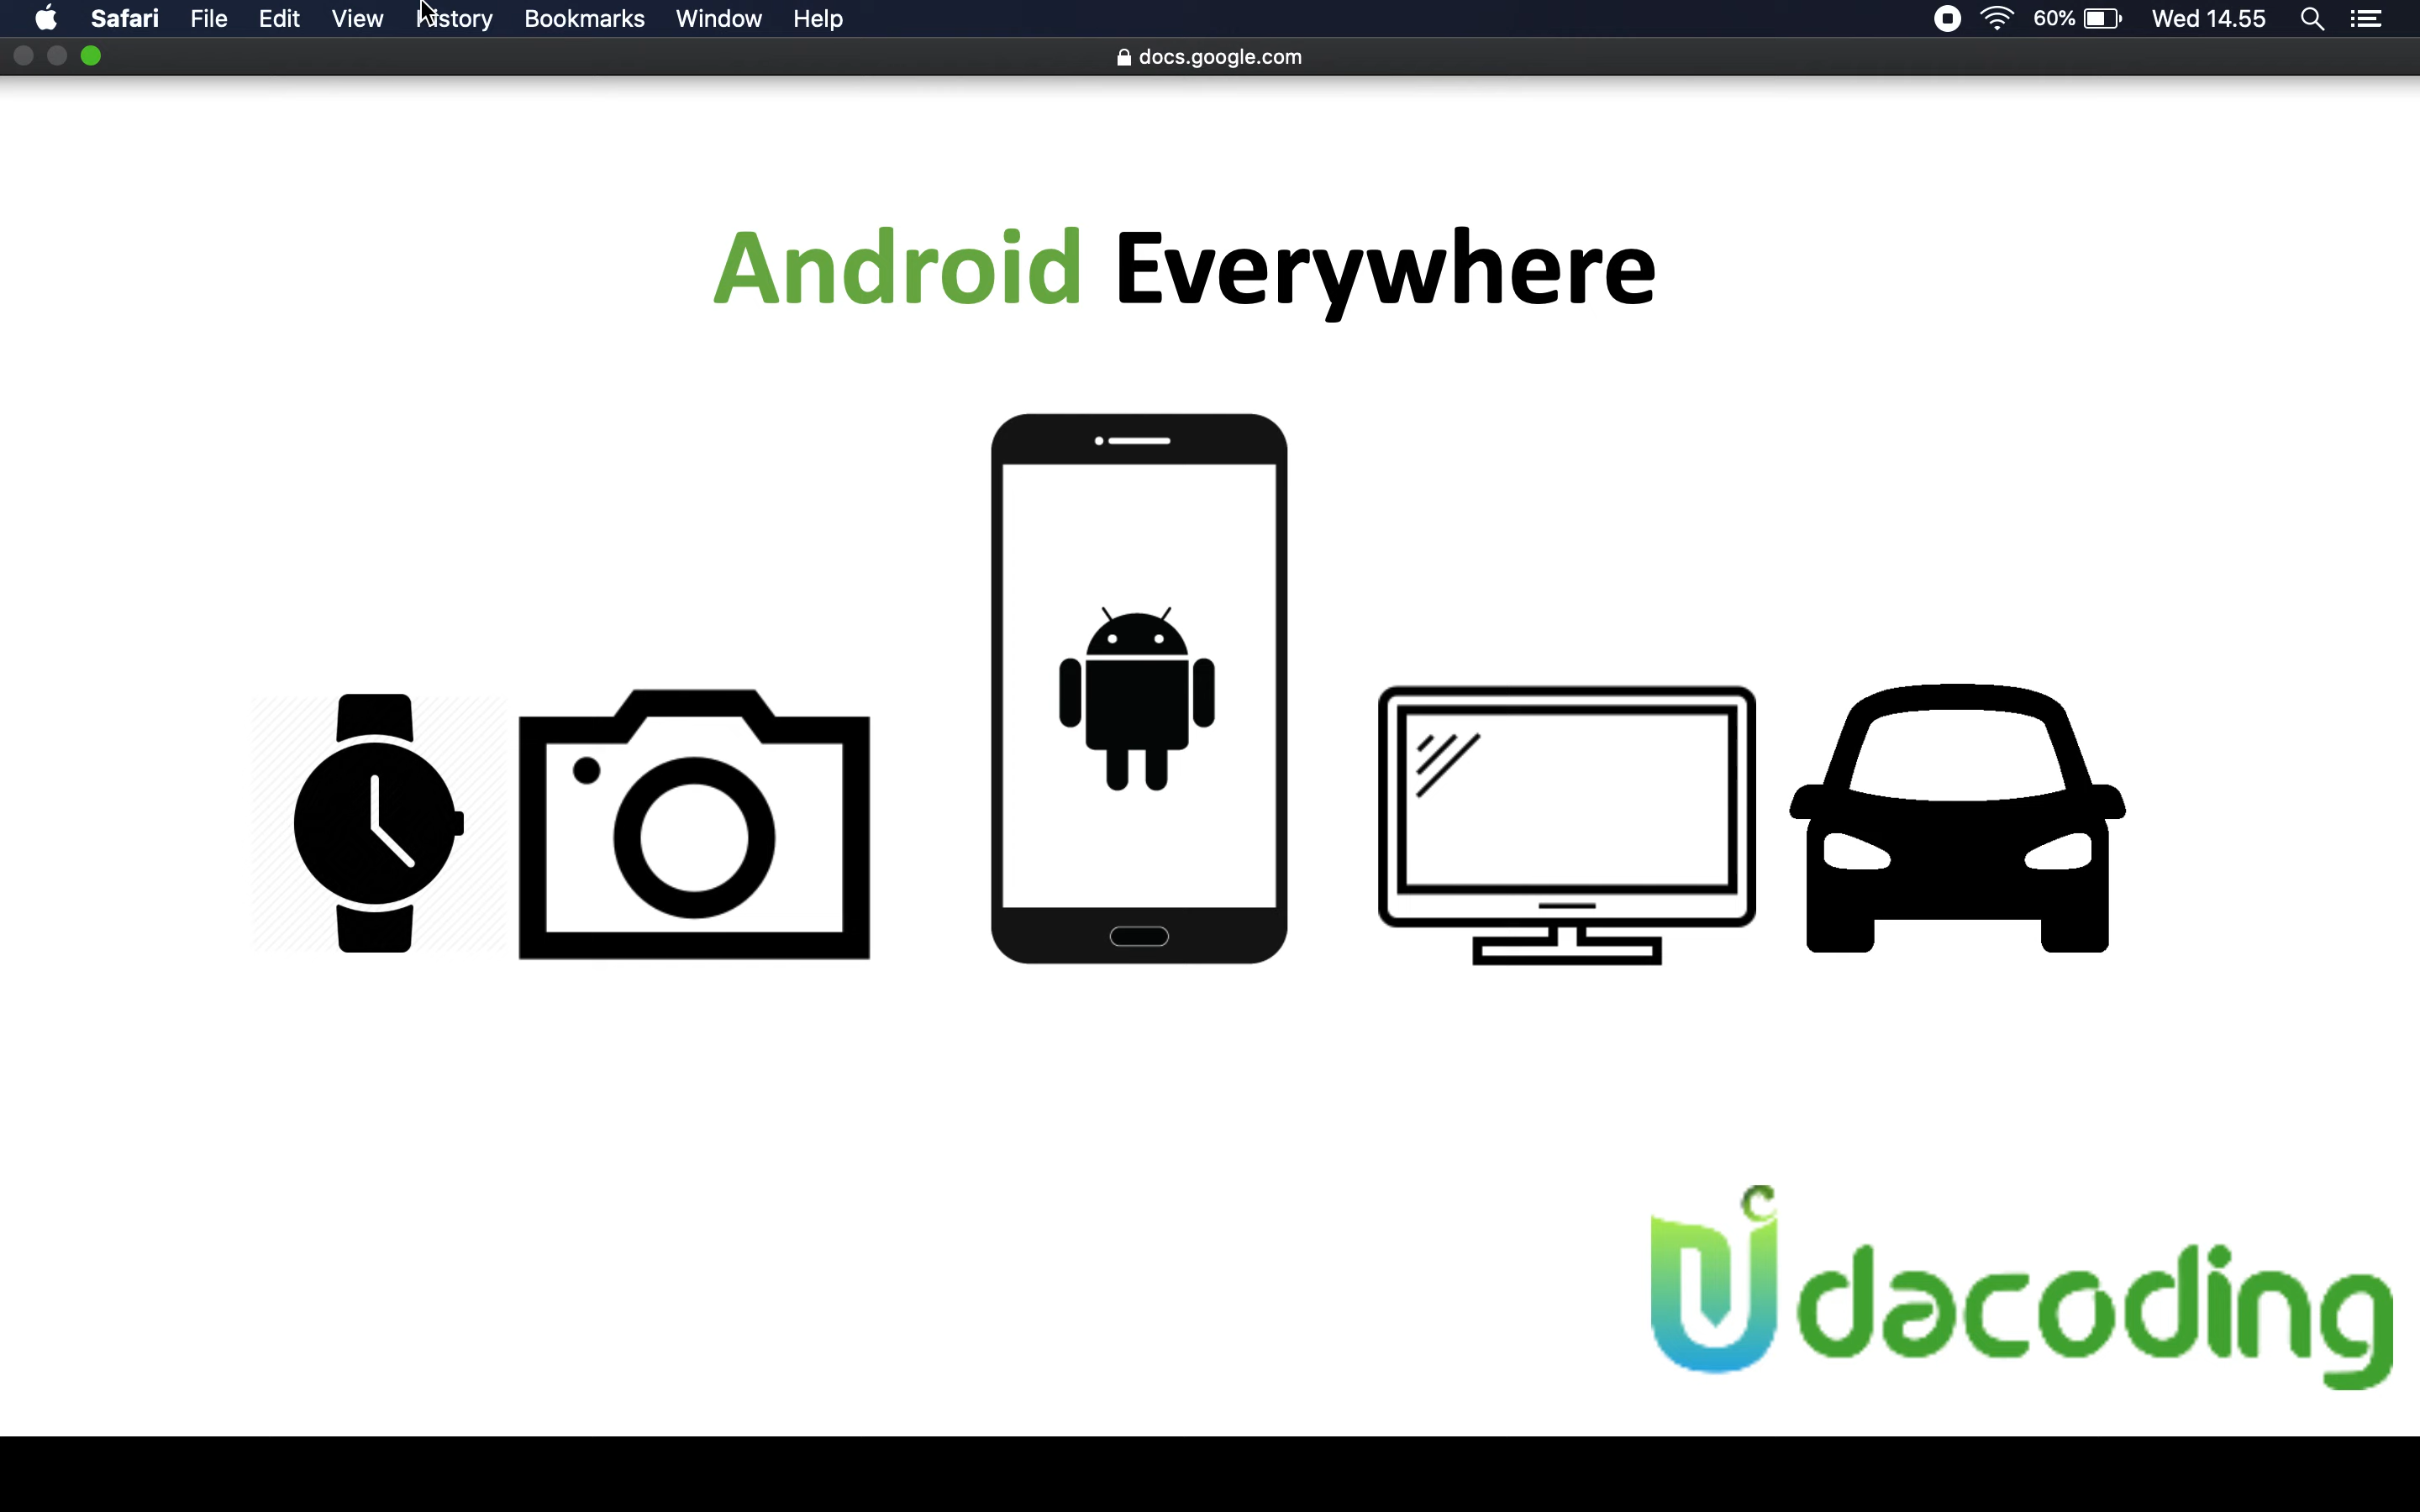 Safari File Edit View History Bookmarks Window Help 60% Wed 14.55
docs.google.com
Android Everywhere
Udacoding